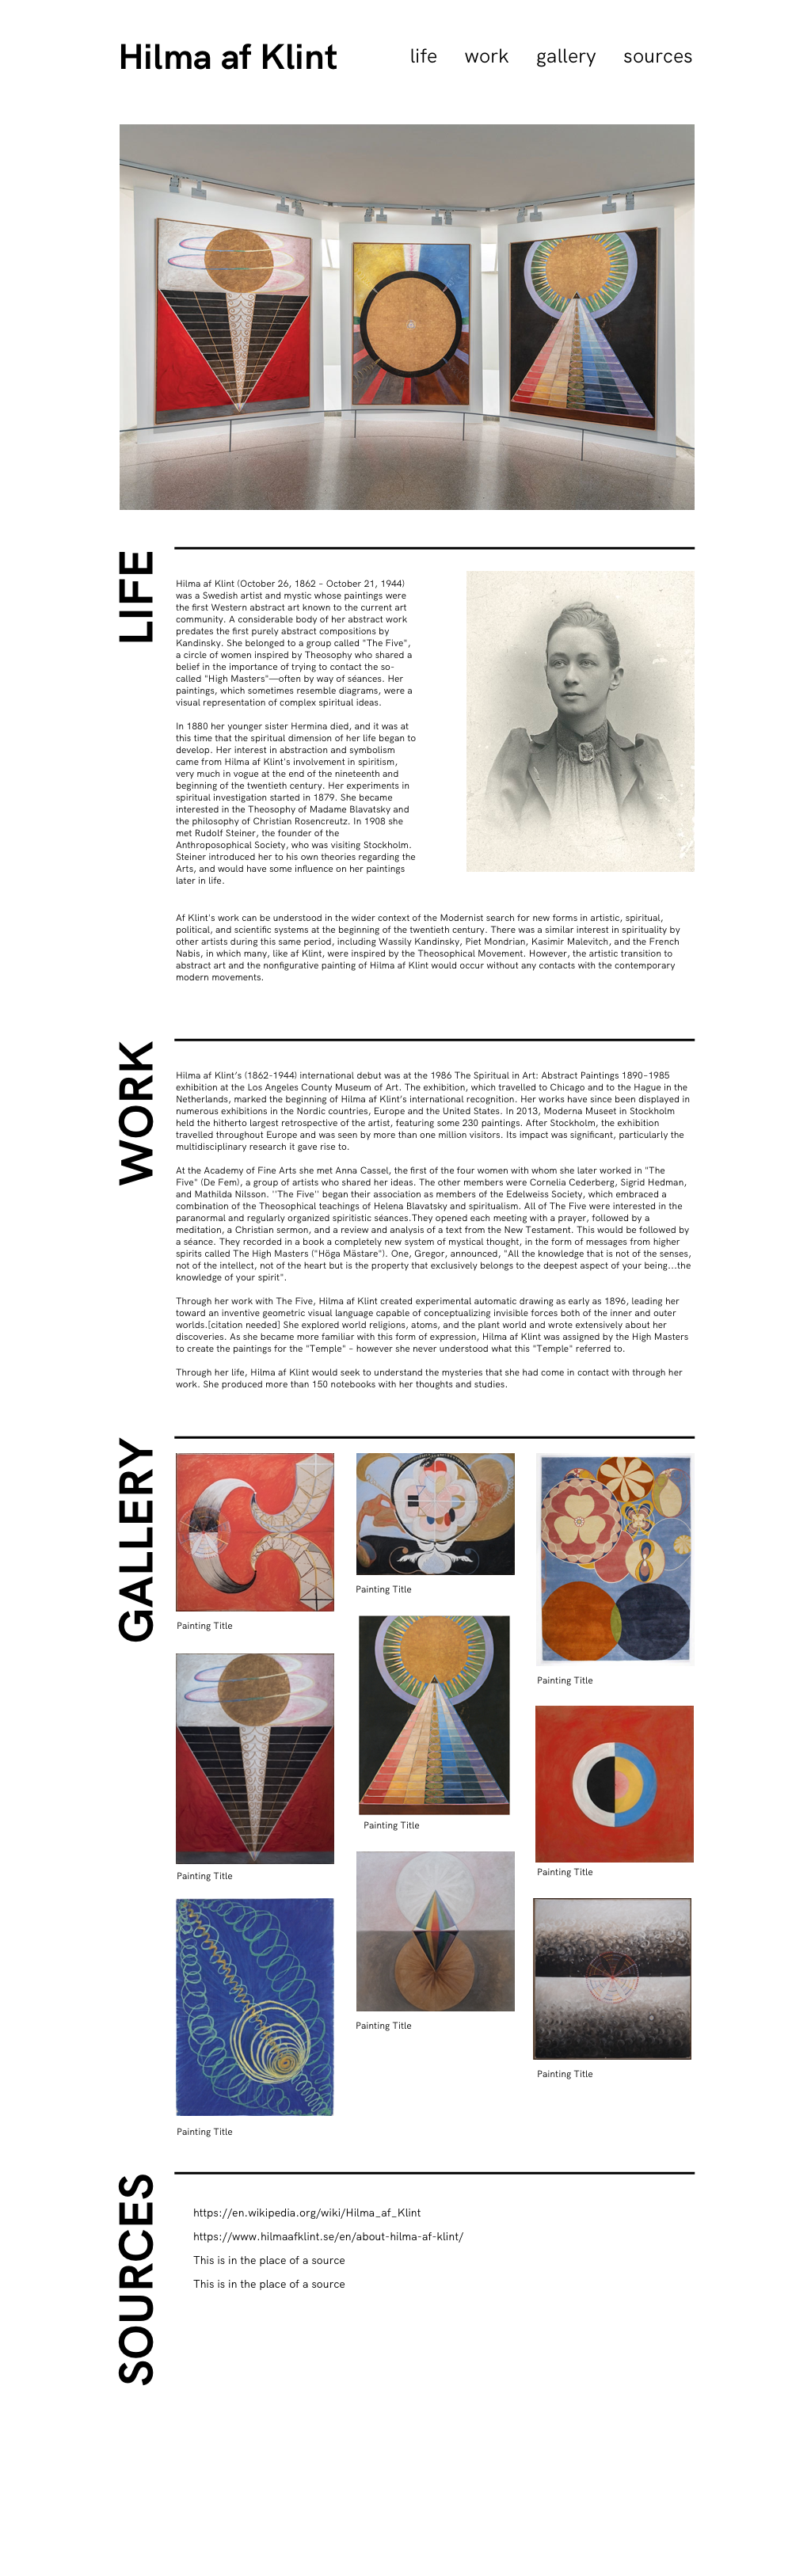 Hilma af Klint
life work gallery sources
LIFE
Hilma af Klint (October 26, 1862 – October 21, 1944)
was a Swedish artist and mystic whose paintings were
the first Western abstract art known to the current art
community. A considerable body of her abstract work
predates the first purely abstract compositions by
Kandinsky. She belonged to a group called "The Five",
a circle of women inspired by Theosophy who shared a
belief in the importance of trying to contact the so-
called "High Masters"—often by way of séances. Her
paintings, which sometimes resemble diagrams, were a
visual representation of complex spiritual ideas.
In 1880 her younger sister Hermina died, and it was at
this time that the spiritual dimension of her life began to
develop. Her interest in abstraction and symbolism
came from Hilma af Klint's involvement in spiritism,
very much in vogue at the end of the nineteenth and
beginning of the twentieth century. Her experiments in
spiritual investigation started in 1879. She became
interested in the Theosophy of Madame Blavatsky and
the philosophy of Christian Rosencreutz. In 1908 she
met Rudolf Steiner, the founder of the
Anthroposophical Society, who was visiting Stockholm.
Steiner introduced her to his own theories regarding the
Arts, and would have some influence on her paintings
later in life.
Af Klint's work can be understood in the wider context of the Modernist search for new forms in artistic, spiritual,
political, and scientific systems at the beginning of the twentieth century. There was a similar interest in spirituality by
other artists during this same period, including Wassily Kandinsky, Piet Mondrian, Kasimir Malevitch, and the French
Nabis, in which many, like af Klint, were inspired by the Theosophical Movement. However, the artistic transition to
abstract art and the nonfigurative painting of Hilma af Klint would occur without any contacts with the contemporary
modern movements.
WORK
Hilma af Klint's (1862-1944) international debut was at the 1986 The Spiritual in Art: Abstract Paintings 1890–1985
exhibition at the Los Angeles County Museum of Art. The exhibition, which travelled to Chicago and to the Hague in the
Netherlands, marked the beginning of Hilma af Klint's international recognition. Her works have since been displayed in
numerous exhibitions in the Nordic countries, Europe and the United States. In 2013, Moderna Museet in Stockholm
held the hitherto largest retrospective of the artist, featuring some 230 paintings. After Stockholm, the exhibition
travelled throughout Europe and was seen by more than one million visitors. Its impact was significant, particularly the
multidisciplinary research it gave rise to.
At the Academy of Fine Arts she met Anna Cassel, the first of the four women with whom she later worked in "The
Five" (De Fem), a group of artists who shared her ideas. The other members were Cornelia Cederberg, Sigrid Hedman,
and Mathilda Nilsson. ''The Five'' began their association as members of the Edelweiss Society, which embraced a
combination of the Theosophical teachings of Helena Blavatsky and spiritualism. All of The Five were interested in the
paranormal and regularly organized spiritistic séances.They opened each meeting with a prayer, followed by a
meditation, a Christian sermon, and a review and analysis of a text from the New Testament. This would be followed by
a séance. They recorded in a book a completely new system of mystical thought, in the form of messages from higher
spirits called The High Masters ("Höga Mästare"). One, Gregor, announced, "All the knowledge that is not of the senses,
not of the intellect, not of the heart but is the property that exclusively belongs to the deepest aspect of your being...the
knowledge of your spirit".
Through her work with The Five, Hilma af Klint created experimental automatic drawing as early as 1896, leading her
toward an inventive geometric visual language capable of conceptualizing invisible forces both of the inner and outer
worlds.[citation needed] She explored world religions, atoms, and the plant world and wrote extensively about her
discoveries. As she became more familiar with this form of expression, Hilma af Klint was assigned by the High Masters
to create the paintings for the "Temple" – however she never understood what this "Temple" referred to.
Through her life, Hilma af Klint would seek to understand the mysteries that she had come in contact with through her
work. She produced more than 150 notebooks with her thoughts and studies.
GALLERY
Painting Title
Painting Title
Painting Title
Painting Title
Painting Title
Painting Title
Painting Title
Painting Title
Painting Title
SOURCES
https://en.wikipedia.org/wiki/Hilma_af_Klint
https://www.hilmaafklint.se/en/about-hilma-af-klint/
This is in the place of a source
This is in the place of a source